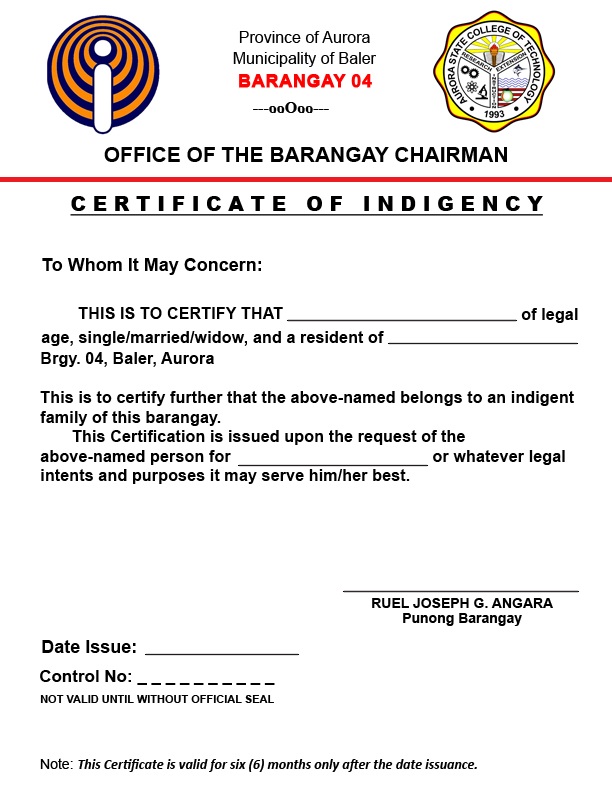 Province of Aurora
Municipality of Baler
BARANGAY 04
---ooOoo---
AURORA STATE COLLEGE OF TECHNOLOGY
RESEARCH EXTENSION
1993
OFFICE OF THE BARANGAY CHAIRMAN
CERTIFICATE OF INDIGENCY
To Whom It May Concern:
THIS IS TO CERTIFY THAT __________________________ of legal
age, single/married/widow, and a resident of ______________________
Brgy. 04, Baler, Aurora
This is to certify further that the above-named belongs to an indigent
family of this barangay.
This Certification is issued upon the request of the
above-named person for ______________________ or whatever legal
intents and purposes it may serve him/her best.
RUEL JOSEPH G. ANGARA
Punong Barangay
Date Issue: _________________
Control No: _ _ _ _ _ _ _ _ _ _
NOT VALID UNTIL WITHOUT OFFICIAL SEAL
Note: This Certificate is valid for six (6) months only after the date issuance.